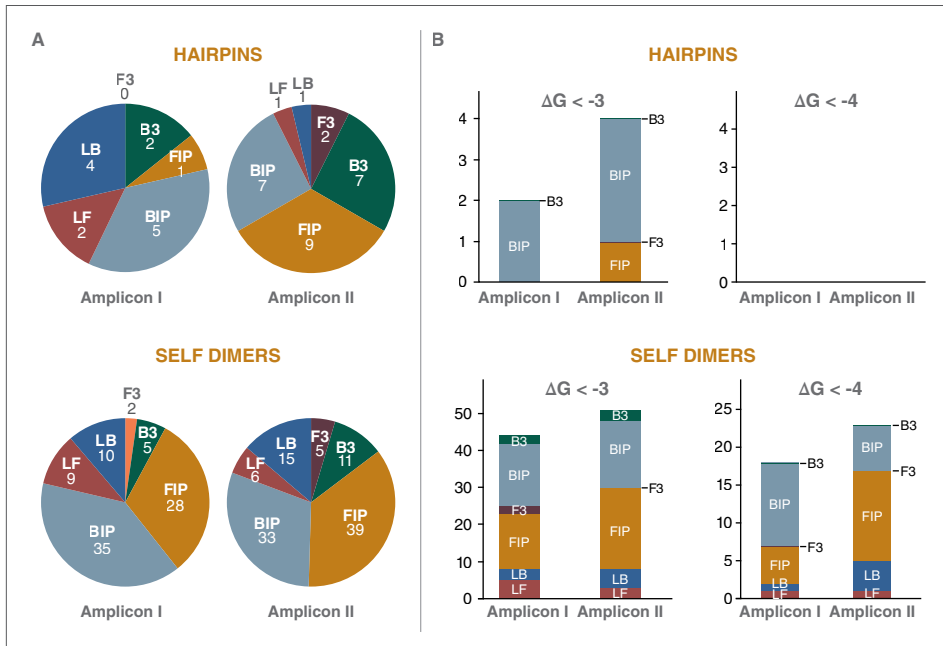 A
HAIRPINS
F3
0
B3
2
FIP
1
BIP
5
LF
2
LB
4
Amplicon I
LF
1
LB
1
F3
2
B3
7
FIP
9
BIP
7
Amplicon II
SELF DIMERS
F3
2
B3
5
FIP
28
BIP
35
LF
9
LB
10
Amplicon I
F3
5
B3
11
FIP
39
BIP
33
LF
6
LB
15
Amplicon II
B
HAIRPINS
ΔG < -3
4
3
2
1
0
B3
BIP
B3
BIP
F3
FIP
Amplicon I Amplicon II
ΔG < -4
4
3
2
1
0
Amplicon I Amplicon II
SELF DIMERS
ΔG < -3
50
40
30
20
10
0
B3
BIP
F3
FIP
LB
LF
B3
BIP
F3
FIP
LB
LF
Amplicon I Amplicon II
ΔG < -4
25
20
15
10
5
0
B3
BIP
F3
FIP
LB
LF
B3
BIP
F3
FIP
LB
LF
Amplicon I Amplicon II